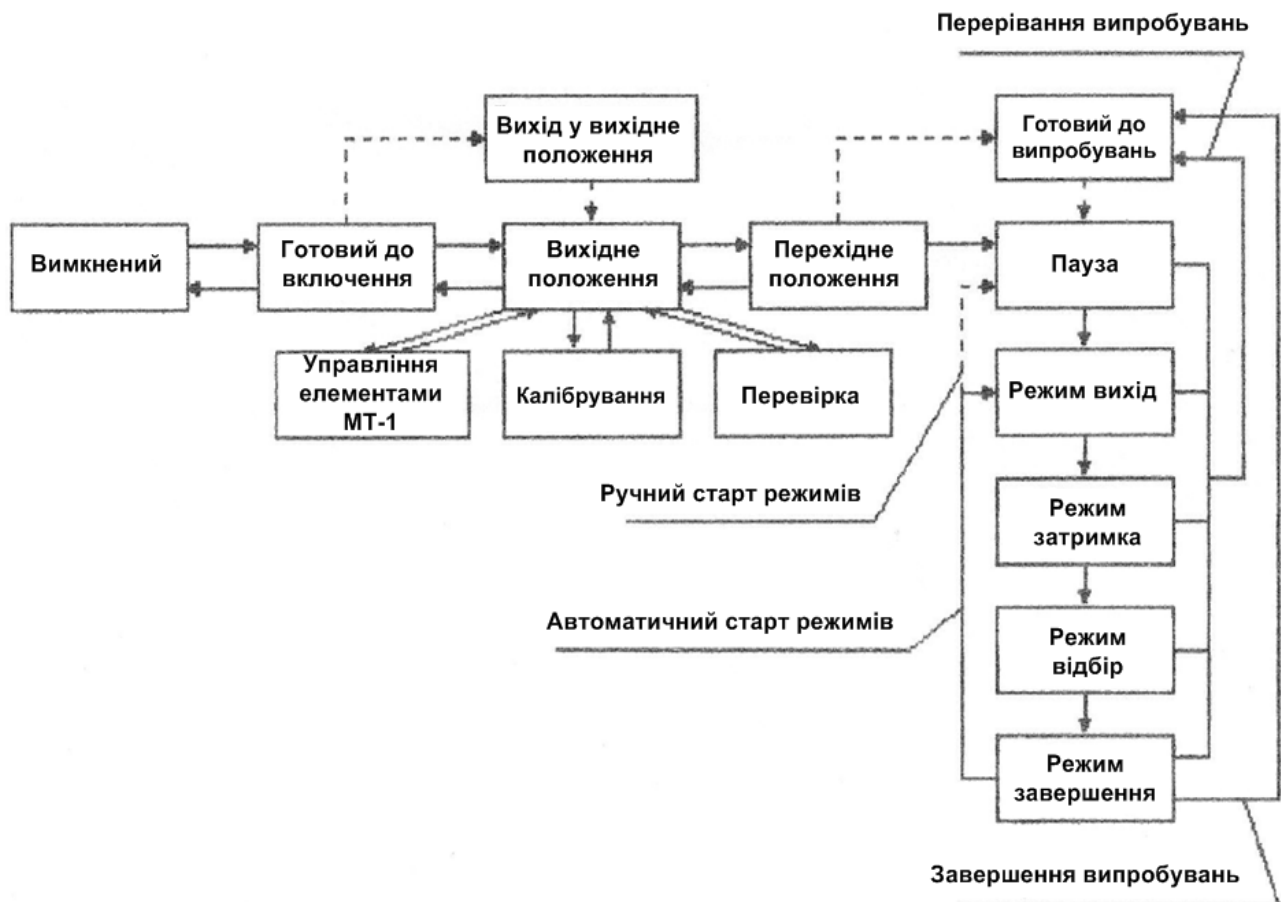 Перерівання випробувань
Вихід у вихідне
положення
Готовий до
випробувань
Вимкнений
Готовий до
включення
Вихідне
положення
Перехідне
положення
Пауза
Управління
елементами
МТ-1
Калібрування
Перевірка
Режим вихід
Ручний старт режимів
Режим
затримка
Автоматичний старт режимів
Режим
відбір
Режим
завершення
Завершення випробувань